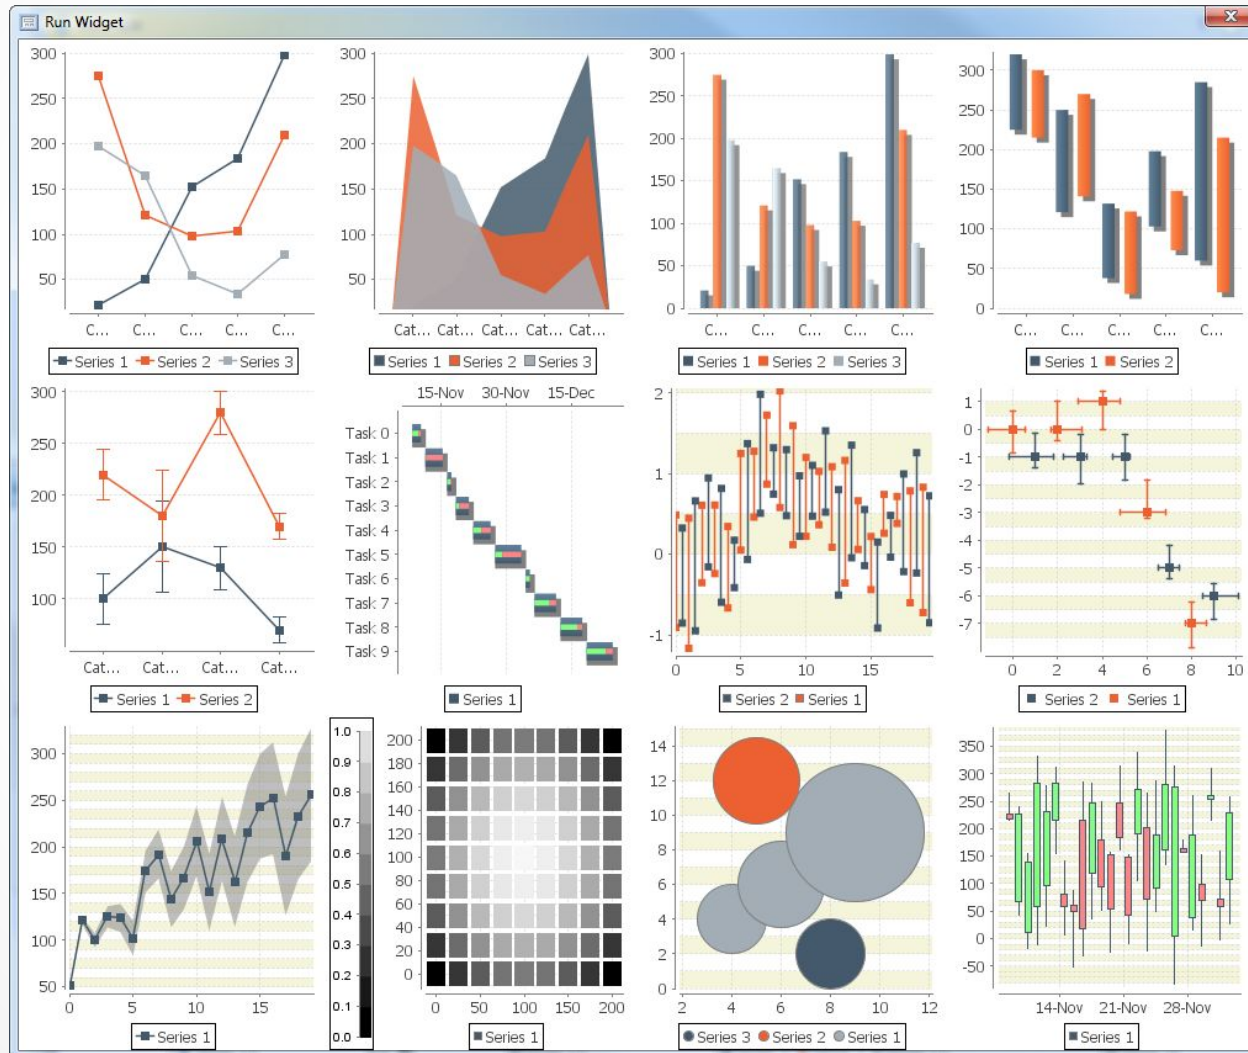 Run Widget
300
250
200
150
100
50
C... C... C... C... C...
Series 1 Series 2 Series 3
300
250
200
150
100
50
Cat... Cat... Cat... Cat... Cat...
Series 1 Series 2 Series 3
300
250
200
150
100
50
0
C... C... C... C... C...
Series 1 Series 2 Series 3
300
250
200
150
100
50
0
C... C... C... C... C...
Series 1 Series 2
300
250
200
150
100
Cat... Cat... Cat... Cat...
Series 1 Series 2
15-Nov 30-Nov 15-Dec
Task 0
Task 1
Task 2
Task 3
Task 4
Task 5
Task 6
Task 7
Task 8
Task 9
Series 1
2
1
0
-1
0 5 10 15
Series 2 Series 1
1
0
-1
-2
-3
-4
-5
-6
-7
0 2 4 6 8 10
Series 2 Series 1
300
250
200
150
100
50
0 5 10 15
Series 1
1.0
0.9
0.8
0.7
0.6
0.5
0.4
0.3
0.2
0.1
0.0
200
180
160
140
120
100
80
60
40
20
0
0 50 100 150 200
Series 1
14
12
10
8
6
4
2
0
2 4 6 8 10 12
Series 3 Series 2 Series 1
350
300
250
200
150
100
50
0
-50
14-Nov 21-Nov 28-Nov
Series 1